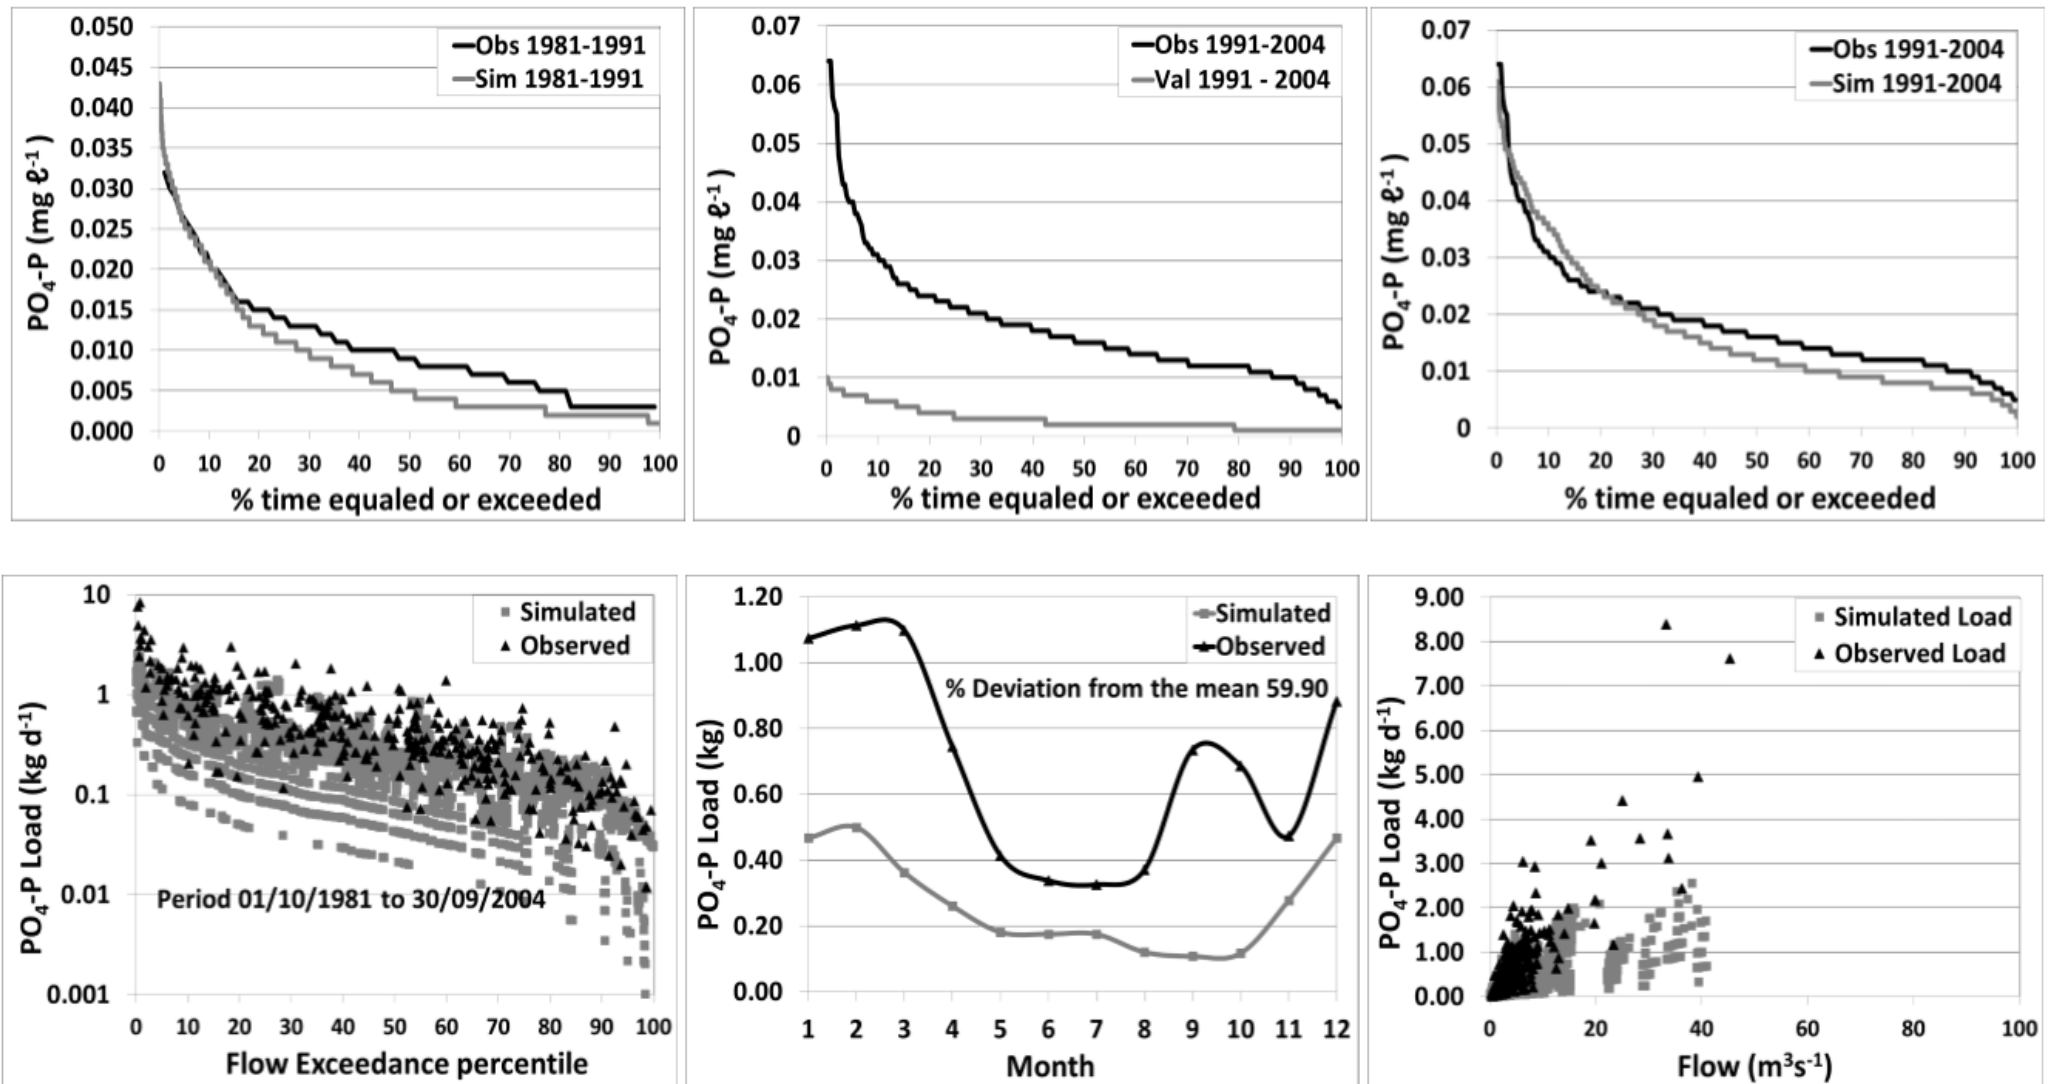 0.050
0.045
0.040
0.035
0.030
0.025
0.020
0.015
0.010
0.005
0.000
PO₄-P (mg ℓ⁻¹)
Obs 1981-1991
Sim 1981-1991
0 10 20 30 40 50 60 70 80 90 100
% time equaled or exceeded
0.07
0.06
0.05
0.04
0.03
0.02
0.01
0
PO₄-P (mg ℓ⁻¹ )
Obs 1991-2004
Val 1991 - 2004
0 10 20 30 40 50 60 70 80 90 100
% time equaled or exceeded
0.07
0.06
0.05
0.04
0.03
0.02
0.01
0
PO₄-P (mg ℓ⁻¹ )
Obs 1991-2004
Sim 1991-2004
0 10 20 30 40 50 60 70 80 90 100
% time equaled or exceeded
10
1
0.1
0.01
0.001
PO₄-P Load (kg d⁻¹)
Simulated
Observed
Period 01/10/1981 to 30/09/2004
0 10 20 30 40 50 60 70 80 90 100
Flow Exceedance percentile
1.20
1.00
0.80
0.60
0.40
0.20
0.00
PO₄-P Load (kg)
Simulated
Observed
% Deviation from the mean 59.90
1 2 3 4 5 6 7 8 9 10 11 12
Month
9.00
8.00
7.00
6.00
5.00
4.00
3.00
2.00
1.00
0.00
PO₄-P Load (kg d⁻¹)
Simulated Load
Observed Load
0 20 40 60 80 100
Flow (m³s⁻¹)